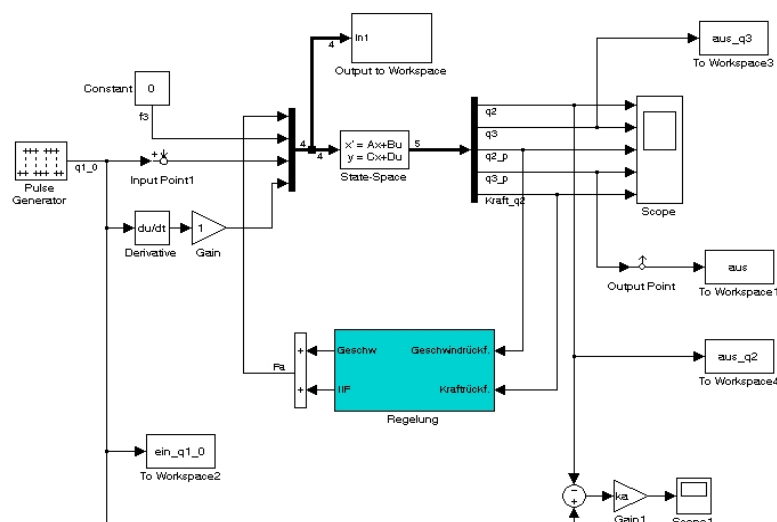 aus_q3
To Workspace3
4
In1
Output to Workspace
Constant
0
f3
q2
q3
q2_p
q3_p
Kraft_q2
Scope
4
4
x' = Ax+Bu
y = Cx+Du
State-Space
5
Pulse
Generator
q1_0
Input Point1
du/dt
Derivative
1
Gain
Output Point
aus
To Workspace1
Fa
+
+
Geschw
Geschwindrückf.
IIF
Kraftrückf.
Regelung
aus_q2
To Workspace4
ein_q1_0
To Workspace2
−
+
ka
Gain1
Scope1